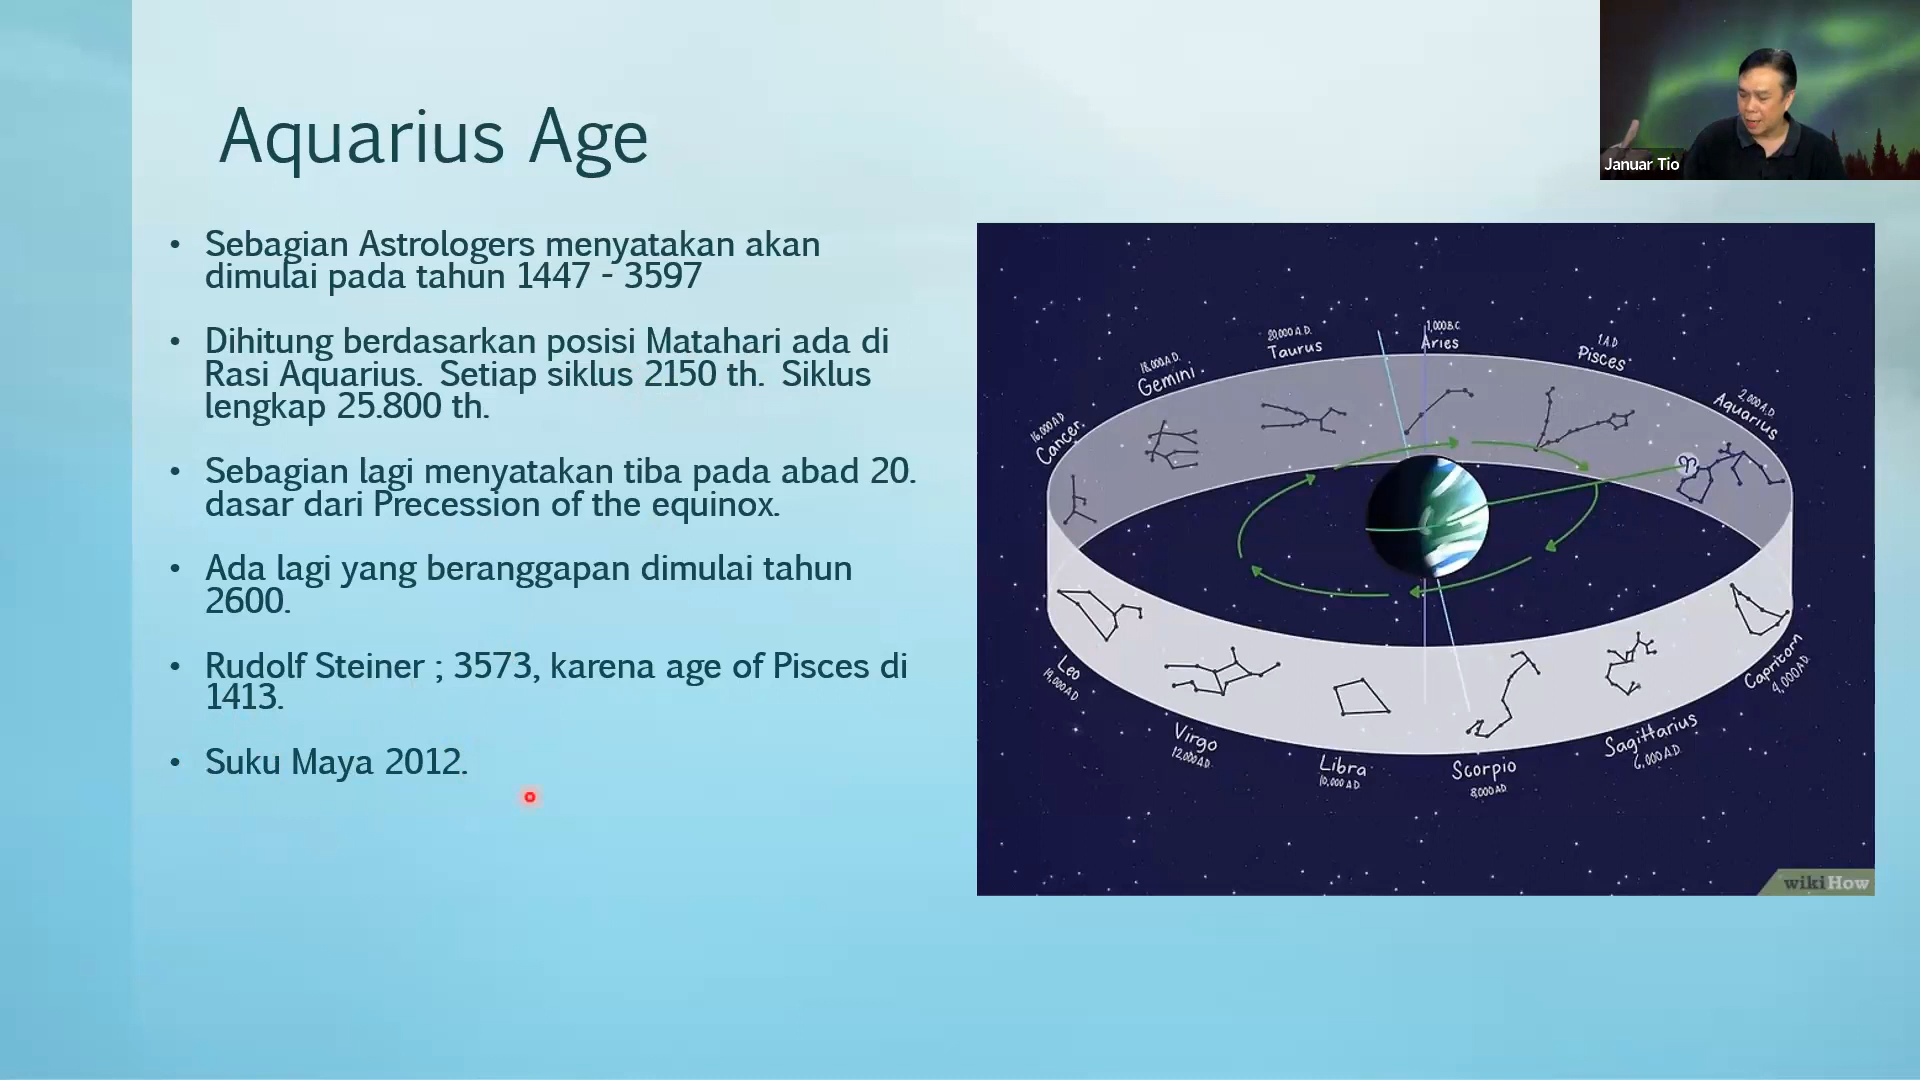 Januar Tio
Aquarius Age
• Sebagian Astrologers menyatakan akan
dimulai pada tahun 1447 - 3597
• Dihitung berdasarkan posisi Matahari ada di
Rasi Aquarius. Setiap siklus 2150 th. Siklus
lengkap 25.800 th.
• Sebagian lagi menyatakan tiba pada abad 20.
dasar dari Precession of the equinox.
• Ada lagi yang beranggapan dimulai tahun
2600.
• Rudolf Steiner ; 3573, karena age of Pisces di
1413.
• Suku Maya 2012.
16,000 A.D.
Cancer
18,000 A.D.
Gemini
20,000 A.D.
Taurus
1,000 B.C
Aries
1 A.D
Pisces
2,000 A.D.
Aquarius
Leo
14,000 A.D
Virgo
12,000 A.D.
Libra
10,000 A.D.
Scorpio
8,000 A.D
Sagittarius
6,000 A.D.
Capritorn
4,000 A.D.
wikiHow